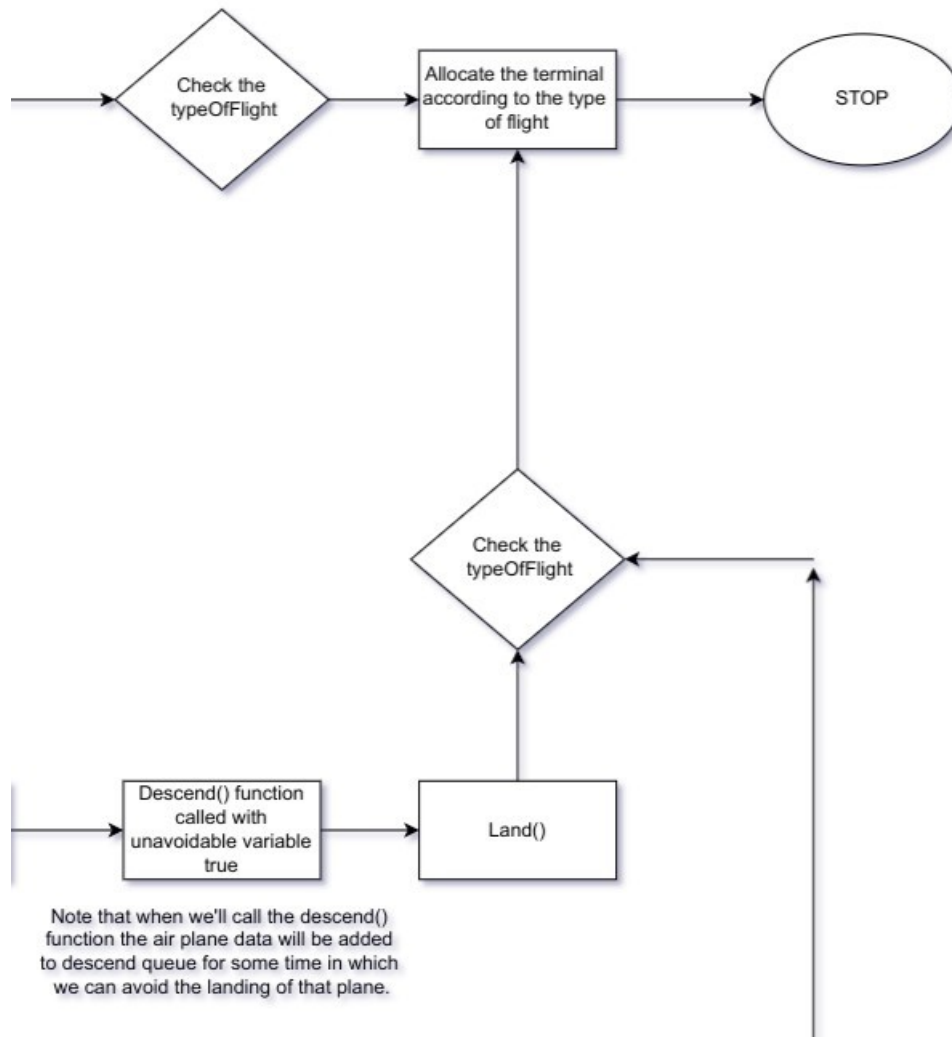 Check the
typeOfFlight
Allocate the terminal
according to the type
of flight
STOP
Check the
typeOfFlight
Descend() function
called with
unavoidable variable
true
Land()
Note that when we'll call the descend()
function the air plane data will be added
to descend queue for some time in which
we can avoid the landing of that plane.